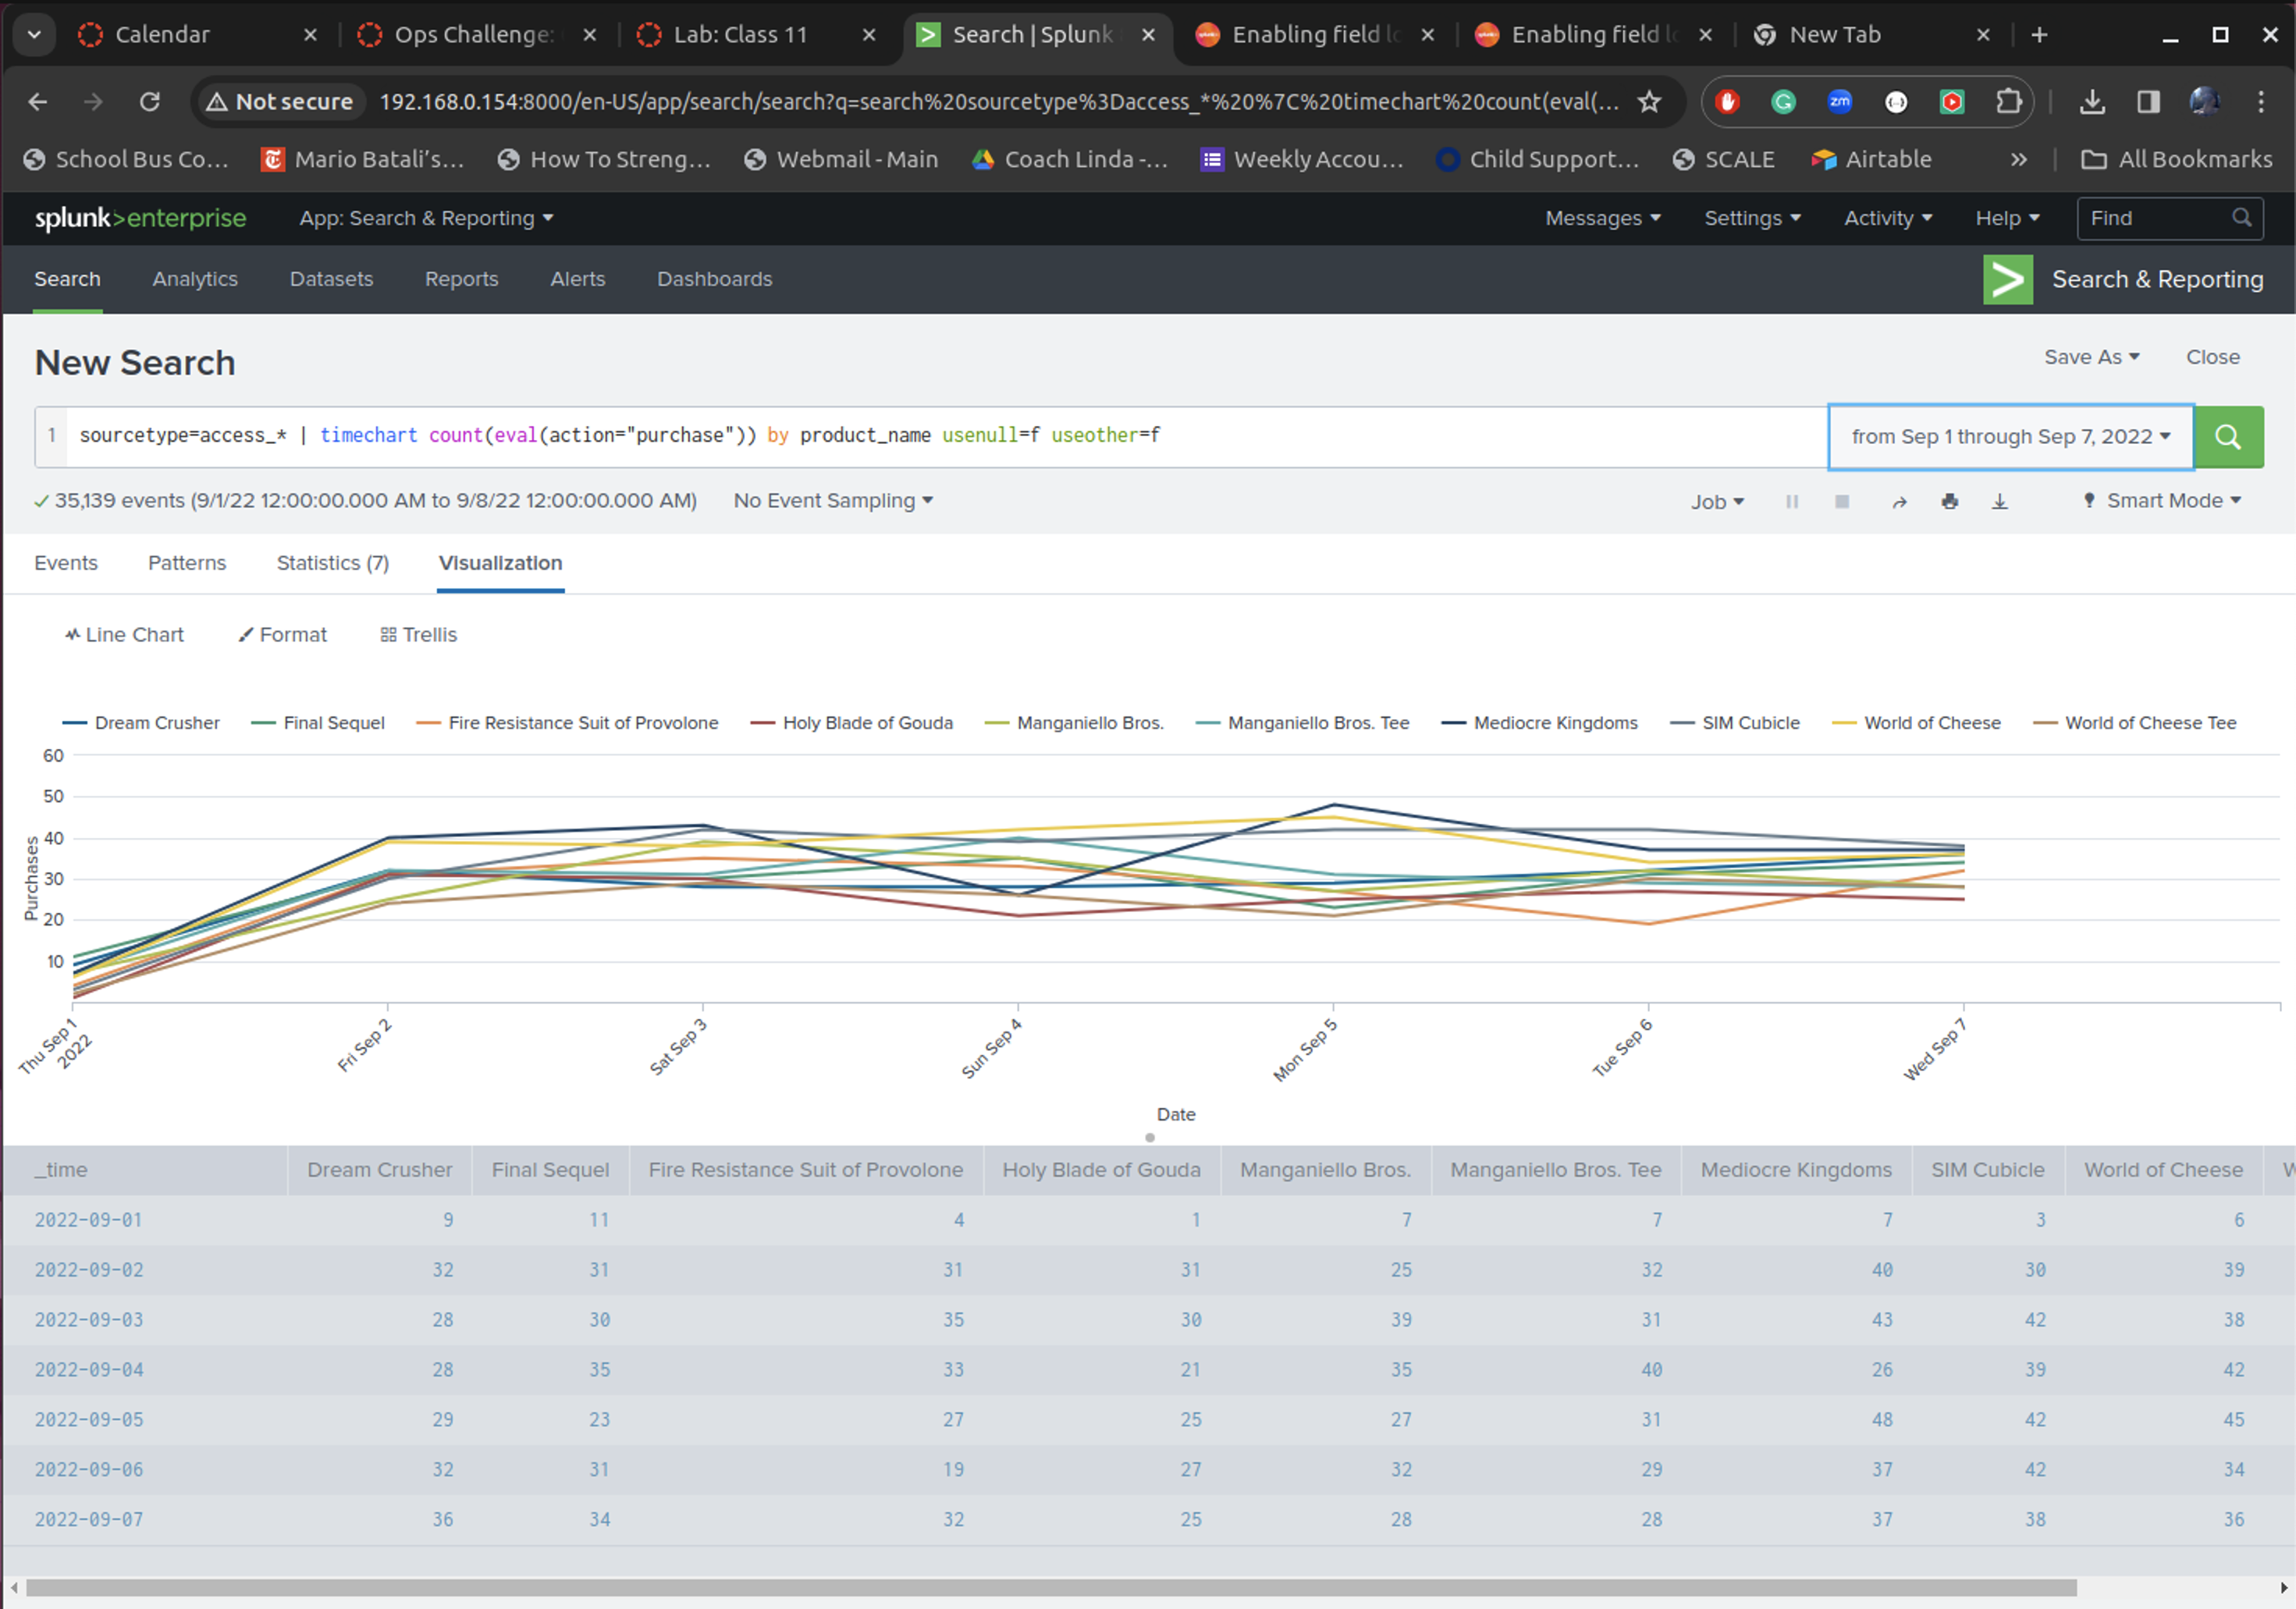 Calendar Ops Challenge: Lab: Class 11 Search | Splunk Enabling field lo Enabling field lo New Tab
Not secure 192.168.0.154:8000/en-US/app/search/search?q=search%20sourcetype%3Daccess_*%20%7C%20timechart%20count(eval(...
School Bus Co... Mario Batali's... How To Streng... Webmail - Main Coach Linda -... Weekly Accou... Child Support... SCALE Airtable » All Bookmarks
splunk>enterprise App: Search & Reporting Messages Settings Activity Help Find
Search Analytics Datasets Reports Alerts Dashboards Search & Reporting
New Search Save As Close
1 sourcetype=access_* | timechart count(eval(action="purchase")) by product_name usenull=f useother=f from Sep 1 through Sep 7, 2022
35,139 events (9/1/22 12:00:00.000 AM to 9/8/22 12:00:00.000 AM) No Event Sampling Job Smart Mode
Events Patterns Statistics (7) Visualization
Line Chart Format Trellis
Dream Crusher Final Sequel Fire Resistance Suit of Provolone Holy Blade of Gouda Manganiello Bros. Manganiello Bros. Tee Mediocre Kingdoms SIM Cubicle World of Cheese World of Cheese Tee
60
50
40
30
20
10
Purchases
Thu Sep 1
2022
Fri Sep 2
Sat Sep 3
Sun Sep 4
Mon Sep 5
Tue Sep 6
Wed Sep 7
Date
_time Dream Crusher Final Sequel Fire Resistance Suit of Provolone Holy Blade of Gouda Manganiello Bros. Manganiello Bros. Tee Mediocre Kingdoms SIM Cubicle World of Cheese
2022-09-01 9 11 4 1 7 7 7 3 6
2022-09-02 32 31 31 31 25 32 40 30 39
2022-09-03 28 30 35 30 39 31 43 42 38
2022-09-04 28 35 33 21 35 40 26 39 42
2022-09-05 29 23 27 25 27 31 48 42 45
2022-09-06 32 31 19 27 32 29 37 42 34
2022-09-07 36 34 32 25 28 28 37 38 36